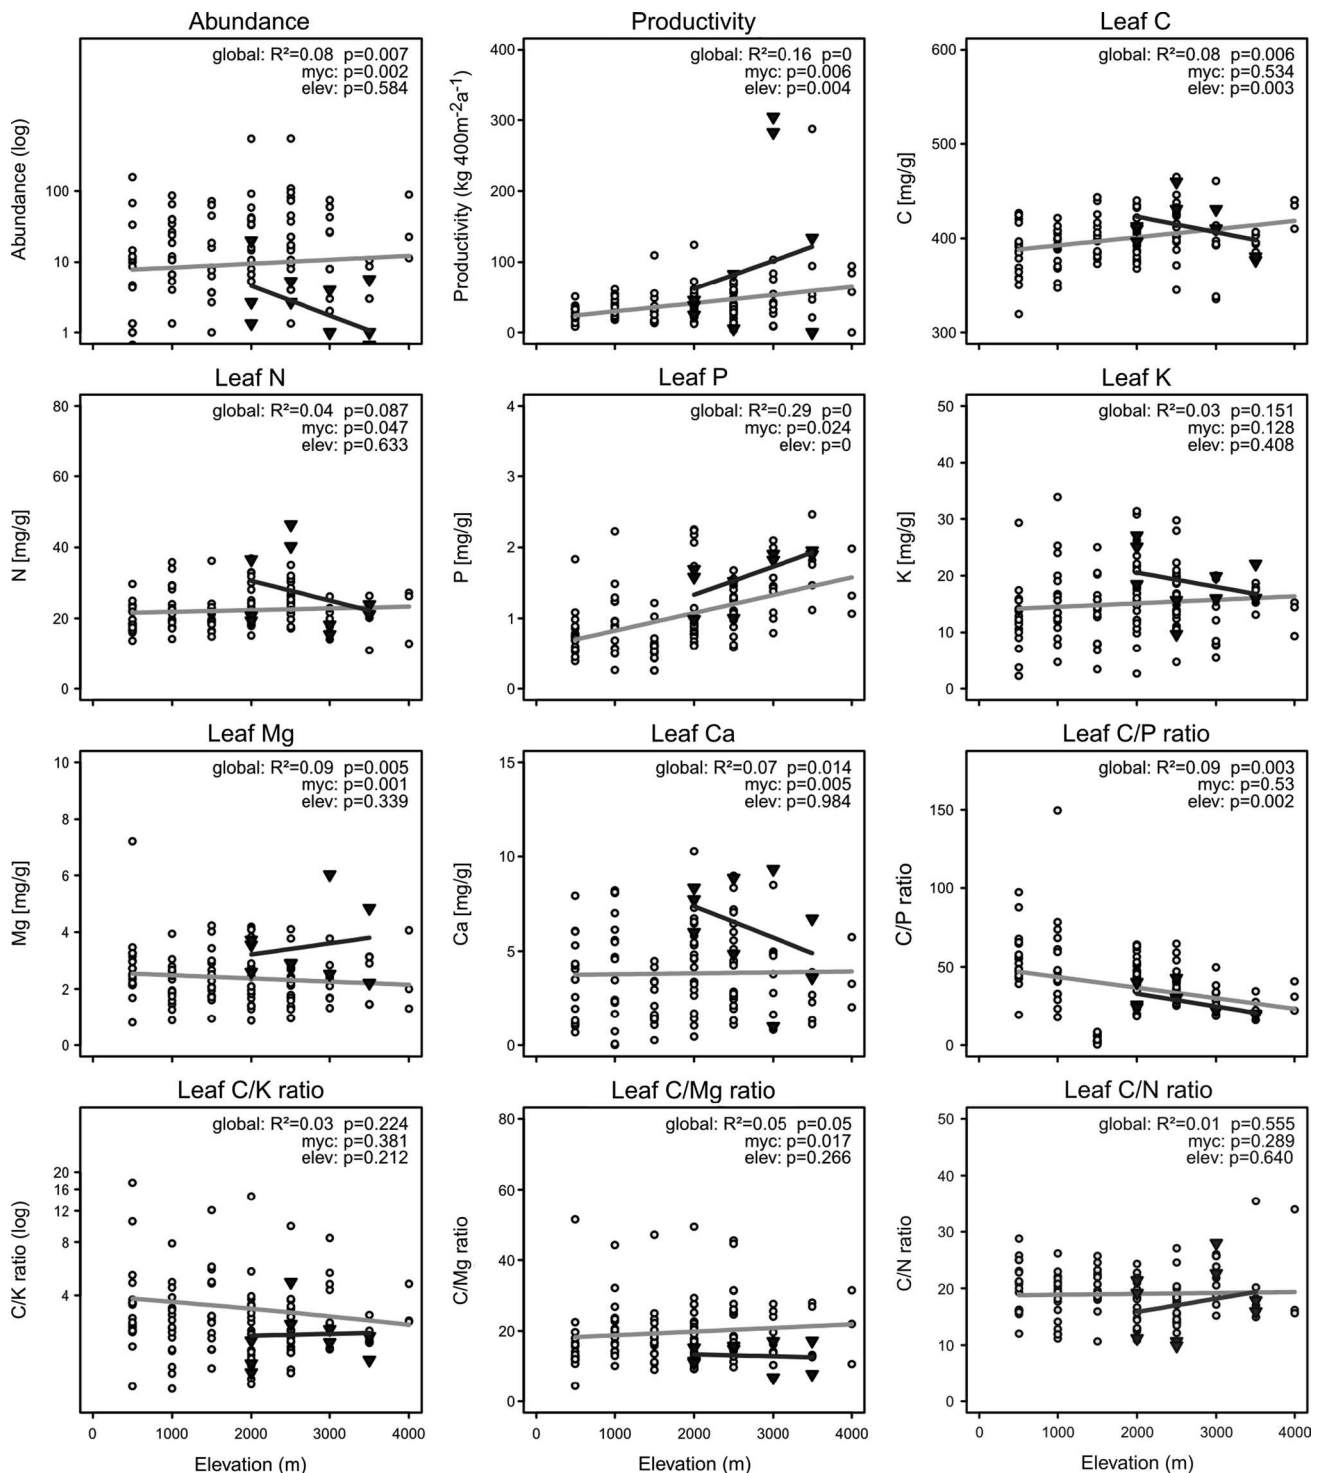 Abundance
global: R²=0.08 p=0.007
myc: p=0.002
elev: p=0.584
Abundance (log)
100
10
1
Productivity
global: R²=0.16 p=0
myc: p=0.006
elev: p=0.004
Productivity (kg 400m-2a-1)
400
300
200
100
0
Leaf C
global: R²=0.08 p=0.006
myc: p=0.534
elev: p=0.003
C [mg/g]
600
500
400
300
Leaf N
global: R²=0.04 p=0.087
myc: p=0.047
elev: p=0.633
N [mg/g]
80
60
40
20
0
Leaf P
global: R²=0.29 p=0
myc: p=0.024
elev: p=0
P [mg/g]
4
3
2
1
0
Leaf K
global: R²=0.03 p=0.151
myc: p=0.128
elev: p=0.408
K [mg/g]
50
40
30
20
10
0
Leaf Mg
global: R²=0.09 p=0.005
myc: p=0.001
elev: p=0.339
Mg [mg/g]
10
8
6
4
2
0
Leaf Ca
global: R²=0.07 p=0.014
myc: p=0.005
elev: p=0.984
Ca [mg/g]
15
10
5
0
Leaf C/P ratio
global: R²=0.09 p=0.003
myc: p=0.53
elev: p=0.002
C/P ratio
150
100
50
0
Leaf C/K ratio
global: R²=0.03 p=0.224
myc: p=0.381
elev: p=0.212
C/K ratio (log)
20
16
12
8
4
0 1000 2000 3000 4000
Elevation (m)
Leaf C/Mg ratio
global: R²=0.05 p=0.05
myc: p=0.017
elev: p=0.266
C/Mg ratio
80
60
40
20
0
0 1000 2000 3000 4000
Elevation (m)
Leaf C/N ratio
global: R²=0.01 p=0.555
myc: p=0.289
elev: p=0.640
C/N ratio
50
40
30
20
10
0
0 1000 2000 3000 4000
Elevation (m)